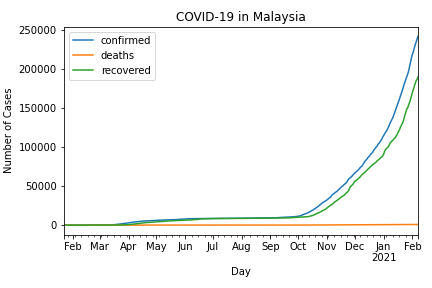 COVID-19 in Malaysia
confirmed
deaths
recovered
Number of Cases
250000
200000
150000
100000
50000
0
Feb Mar Apr May Jun Jul Aug Sep Oct Nov Dec Jan Feb
2021
Day